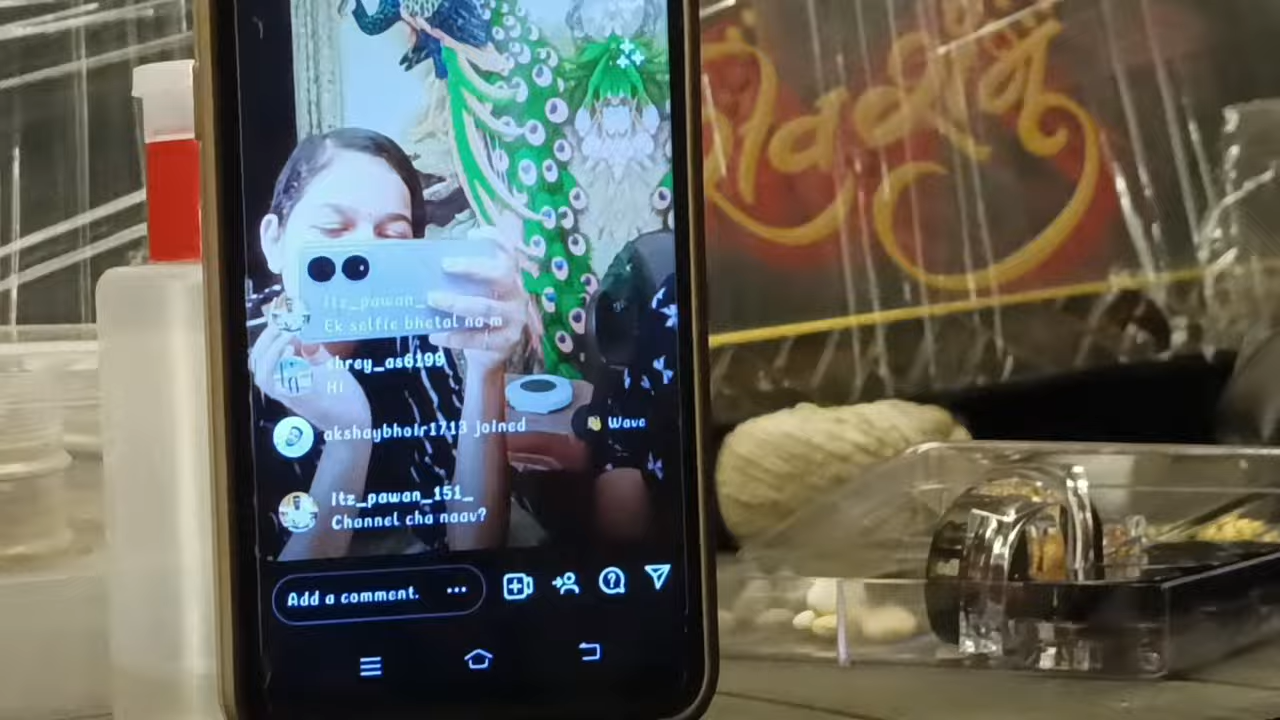 Itz_pawan_
Ek selfie bhetal na m
shrey_as6199
Hi
akshaybhoir1713 joined
Wave
Itz_pawan_151_
Channel cha naav?
Add a comment.